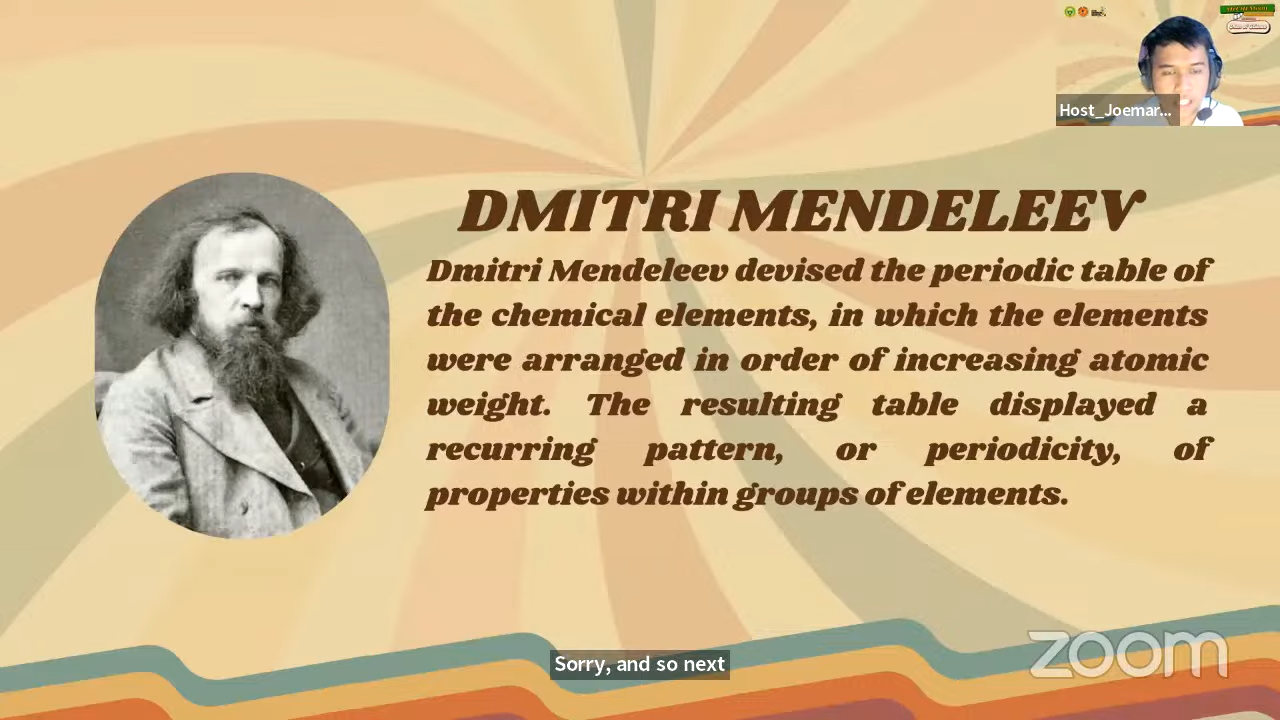 Host_Joemar...
DMITRI MENDELEEV
Dmitri Mendeleev devised the periodic table of
the chemical elements, in which the elements
were arranged in order of increasing atomic
weight. The resulting table displayed a
recurring pattern, or periodicity, of
properties within groups of elements.
Sorry, and so next
zoom